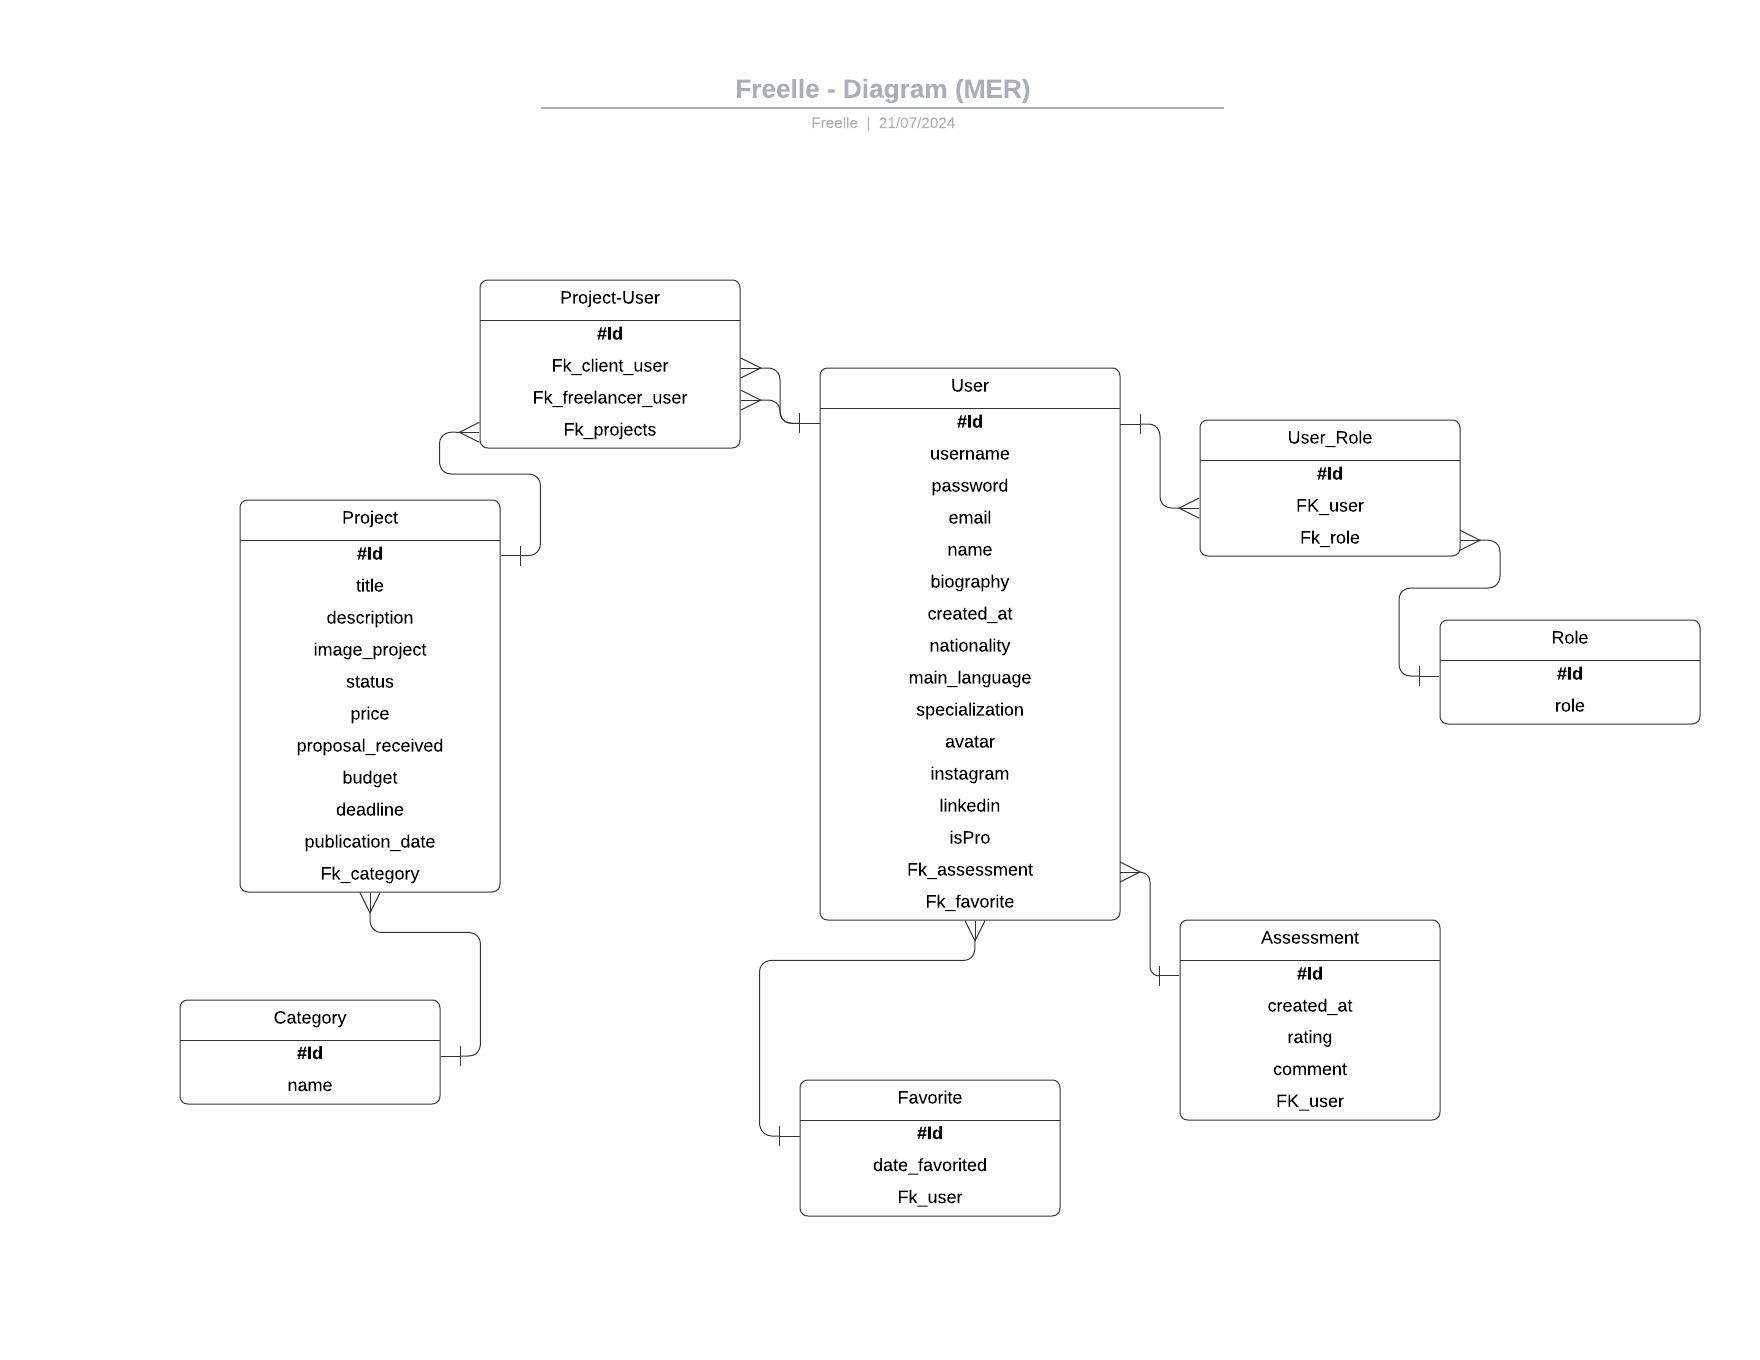 Freelle - Diagram (MER)
Freelle | 21/07/2024
Project-User
#Id
Fk_client_user
Fk_freelancer_user
Fk_projects
User
#Id
username
password
email
name
biography
created_at
nationality
main_language
specialization
avatar
instagram
linkedin
isPro
Fk_assessment
Fk_favorite
User_Role
#Id
FK_user
Fk_role
Role
#Id
role
Project
#Id
title
description
image_project
status
price
proposal_received
budget
deadline
publication_date
Fk_category
Category
#Id
name
Favorite
#Id
date_favorited
Fk_user
Assessment
#Id
created_at
rating
comment
FK_user